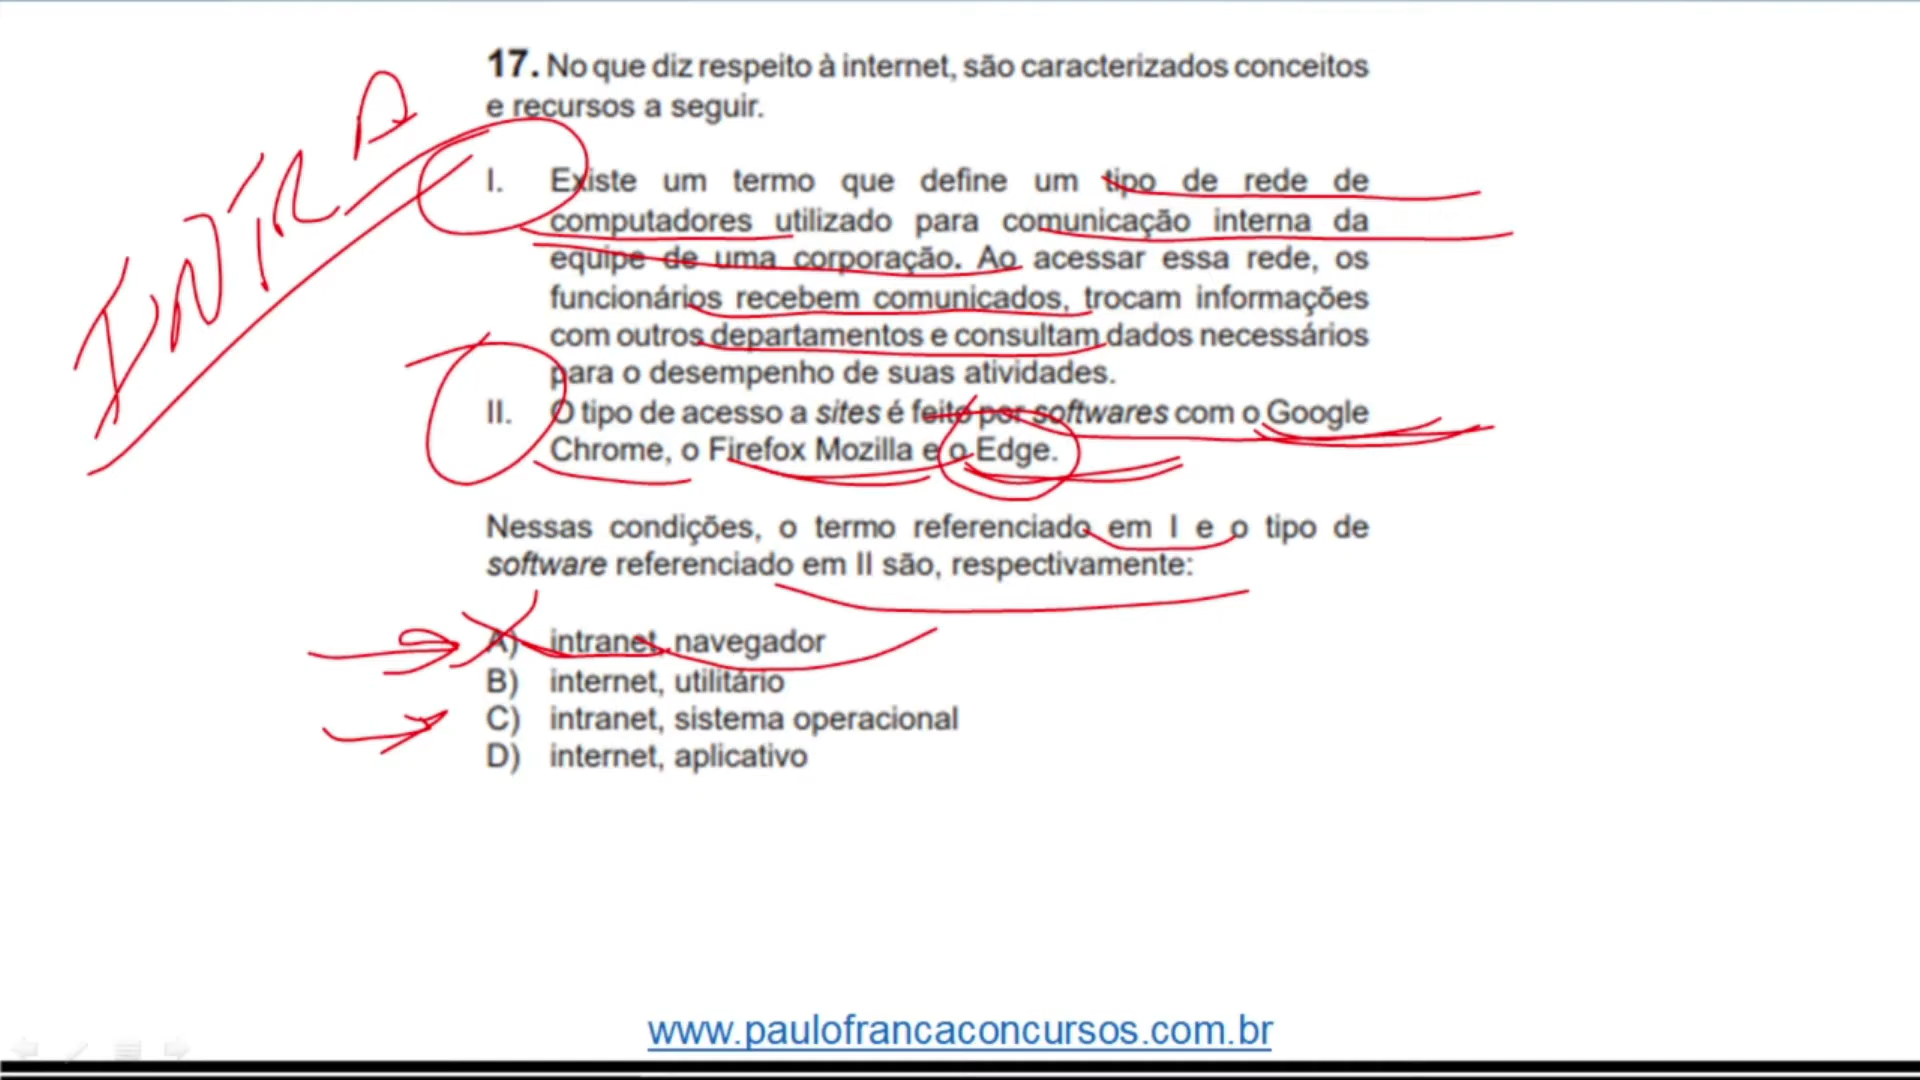 17. No que diz respeito à internet, são caracterizados conceitos
e recursos a seguir.
INTRA
I. Existe um termo que define um tipo de rede de
computadores utilizado para comunicação interna da
equipe de uma corporação. Ao acessar essa rede, os
funcionários recebem comunicados, trocam informações
com outros departamentos e consultam dados necessários
para o desempenho de suas atividades.
II. O tipo de acesso a sites é feito por softwares com o Google
Chrome, o Firefox Mozilla e o Edge.
Nessas condições, o termo referenciado em I e o tipo de
software referenciado em II são, respectivamente:
A) intranet, navegador
B) internet, utilitário
C) intranet, sistema operacional
D) internet, aplicativo
www.paulofrancaconcursos.com.br